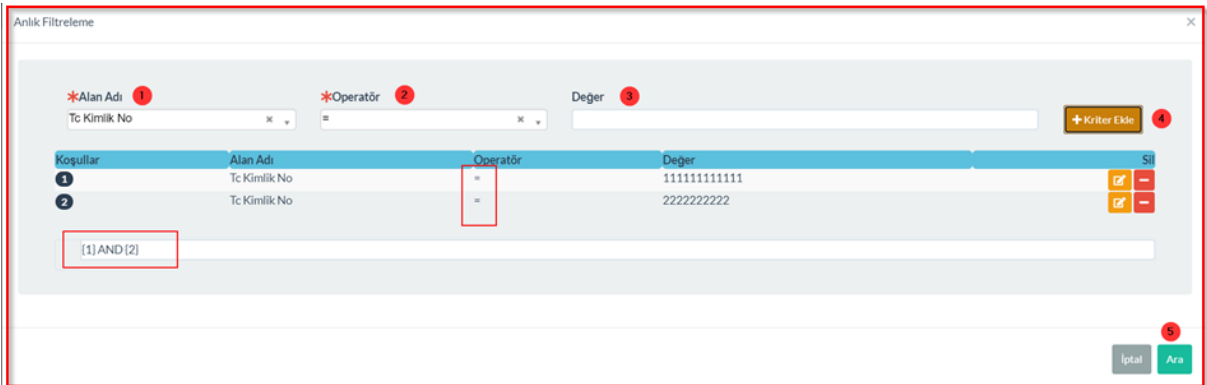 Anlık Filtreleme ×
*Alan Adı 1 *Operatör 2 Değer 3
Tc Kimlik No =
+ Kriter Ekle 4
Koşullar Alan Adı Operatör Değer Sil
1 Tc Kimlik No = 111111111111
2 Tc Kimlik No = 2222222222
{1} AND {2}
5
İptal Ara